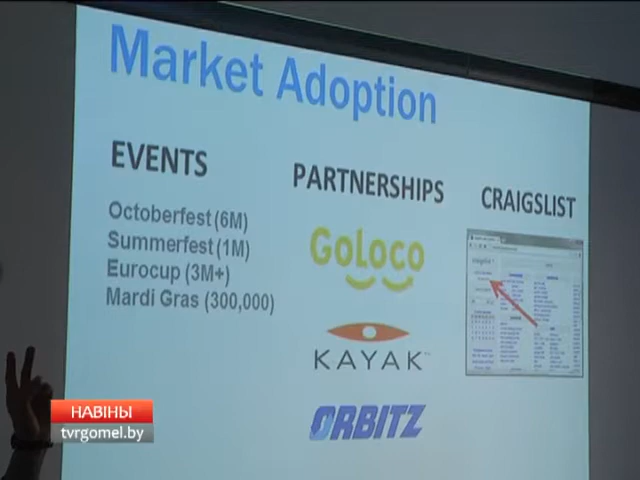 Market Adoption
EVENTS
Octoberfest (6M)
Summerfest (1M)
Eurocup (3M+)
Mardi Gras (300,000)
PARTNERSHIPS
GoLoco
KAYAK
ORBITZ
CRAIGSLIST
НАВІНЫ
tvrgomel.by